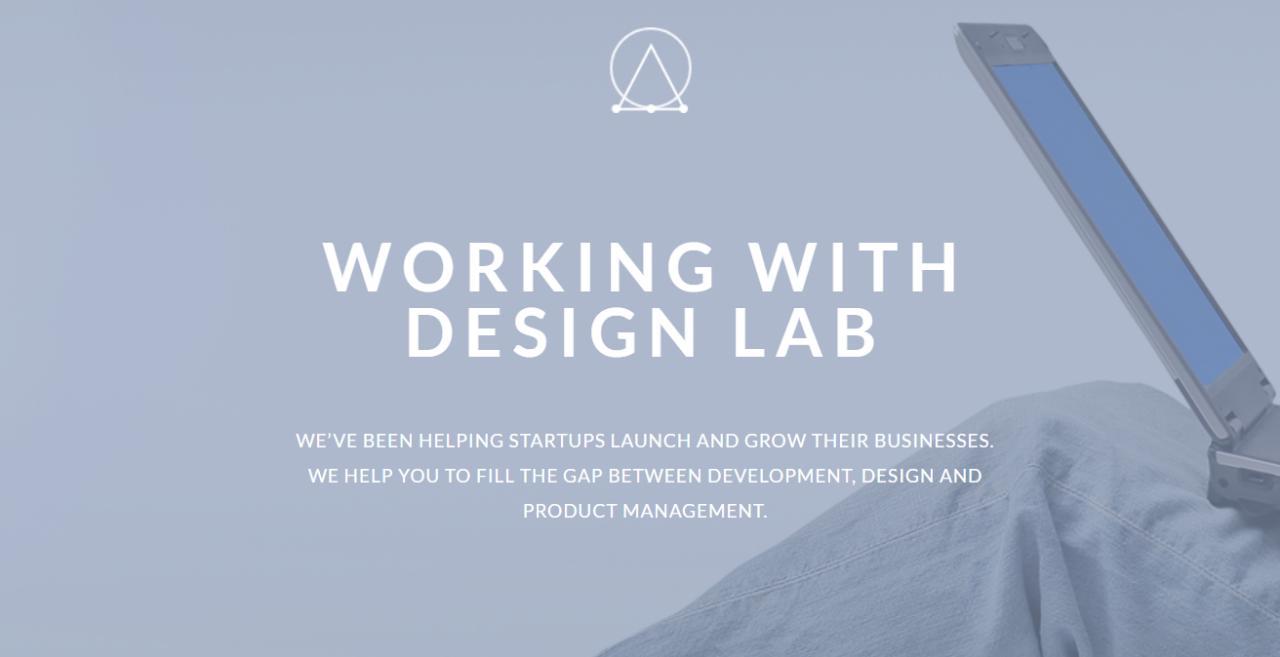 WORKING WITH
DESIGN LAB
WE’VE BEEN HELPING STARTUPS LAUNCH AND GROW THEIR BUSINESSES.
WE HELP YOU TO FILL THE GAP BETWEEN DEVELOPMENT, DESIGN AND
PRODUCT MANAGEMENT.